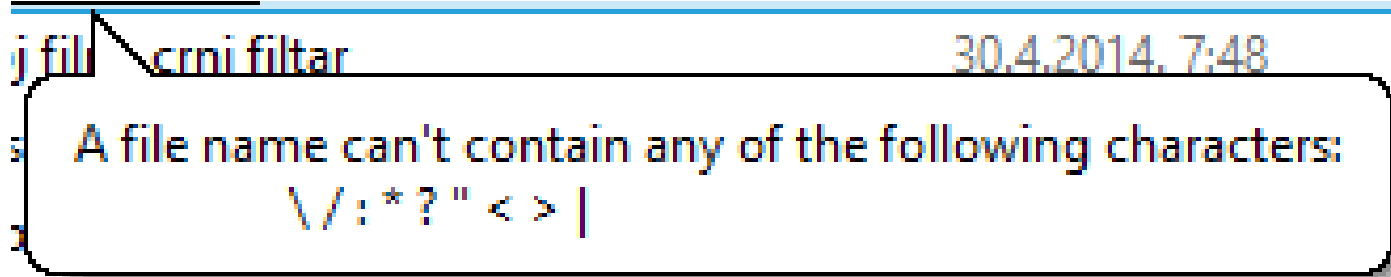 crni filtar 30.4.2014. 7:48
A file name can't contain any of the following characters:
\ / : * ? " < > |